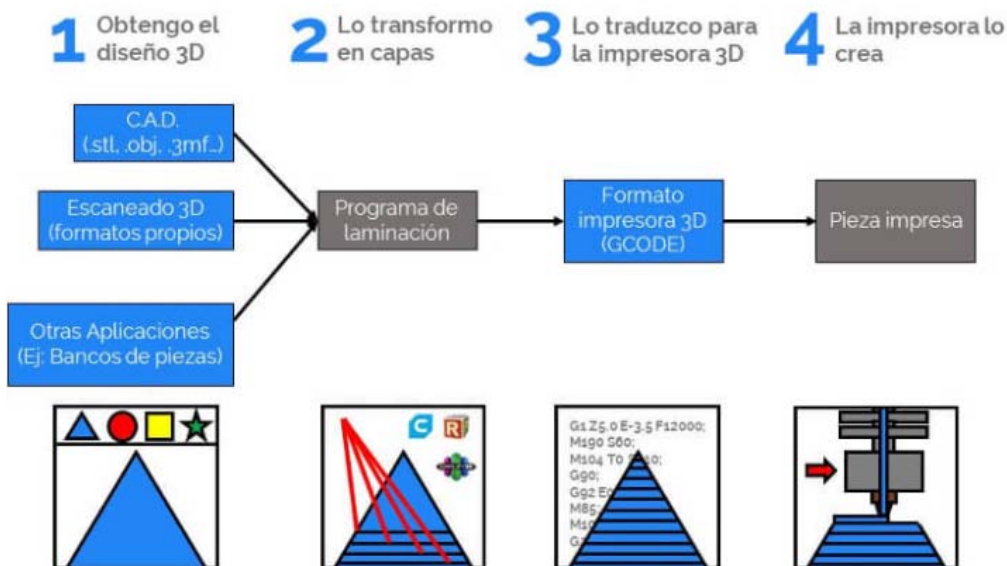 1 Obtengo el
diseño 3D
2 Lo transformo
en capas
3 Lo traduzco para
la impresora 3D
4 La impresora lo
crea
C.A.D.
(.stl, .obj, .3mf...)
Escaneado 3D
(formatos propios)
Otras Aplicaciones
(Ej: Bancos de piezas)
Programa de
laminación
Formato
impresora 3D
(GCODE)
Pieza impresa
C R
G1 Z5.0 E-3.5 F12000;
M190 S60;
M104 T0
G90;
G92
M85;